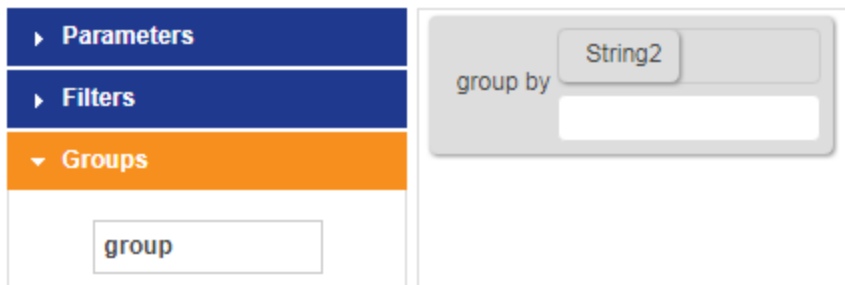 Parameters
Filters
Groups
group
group by
String2